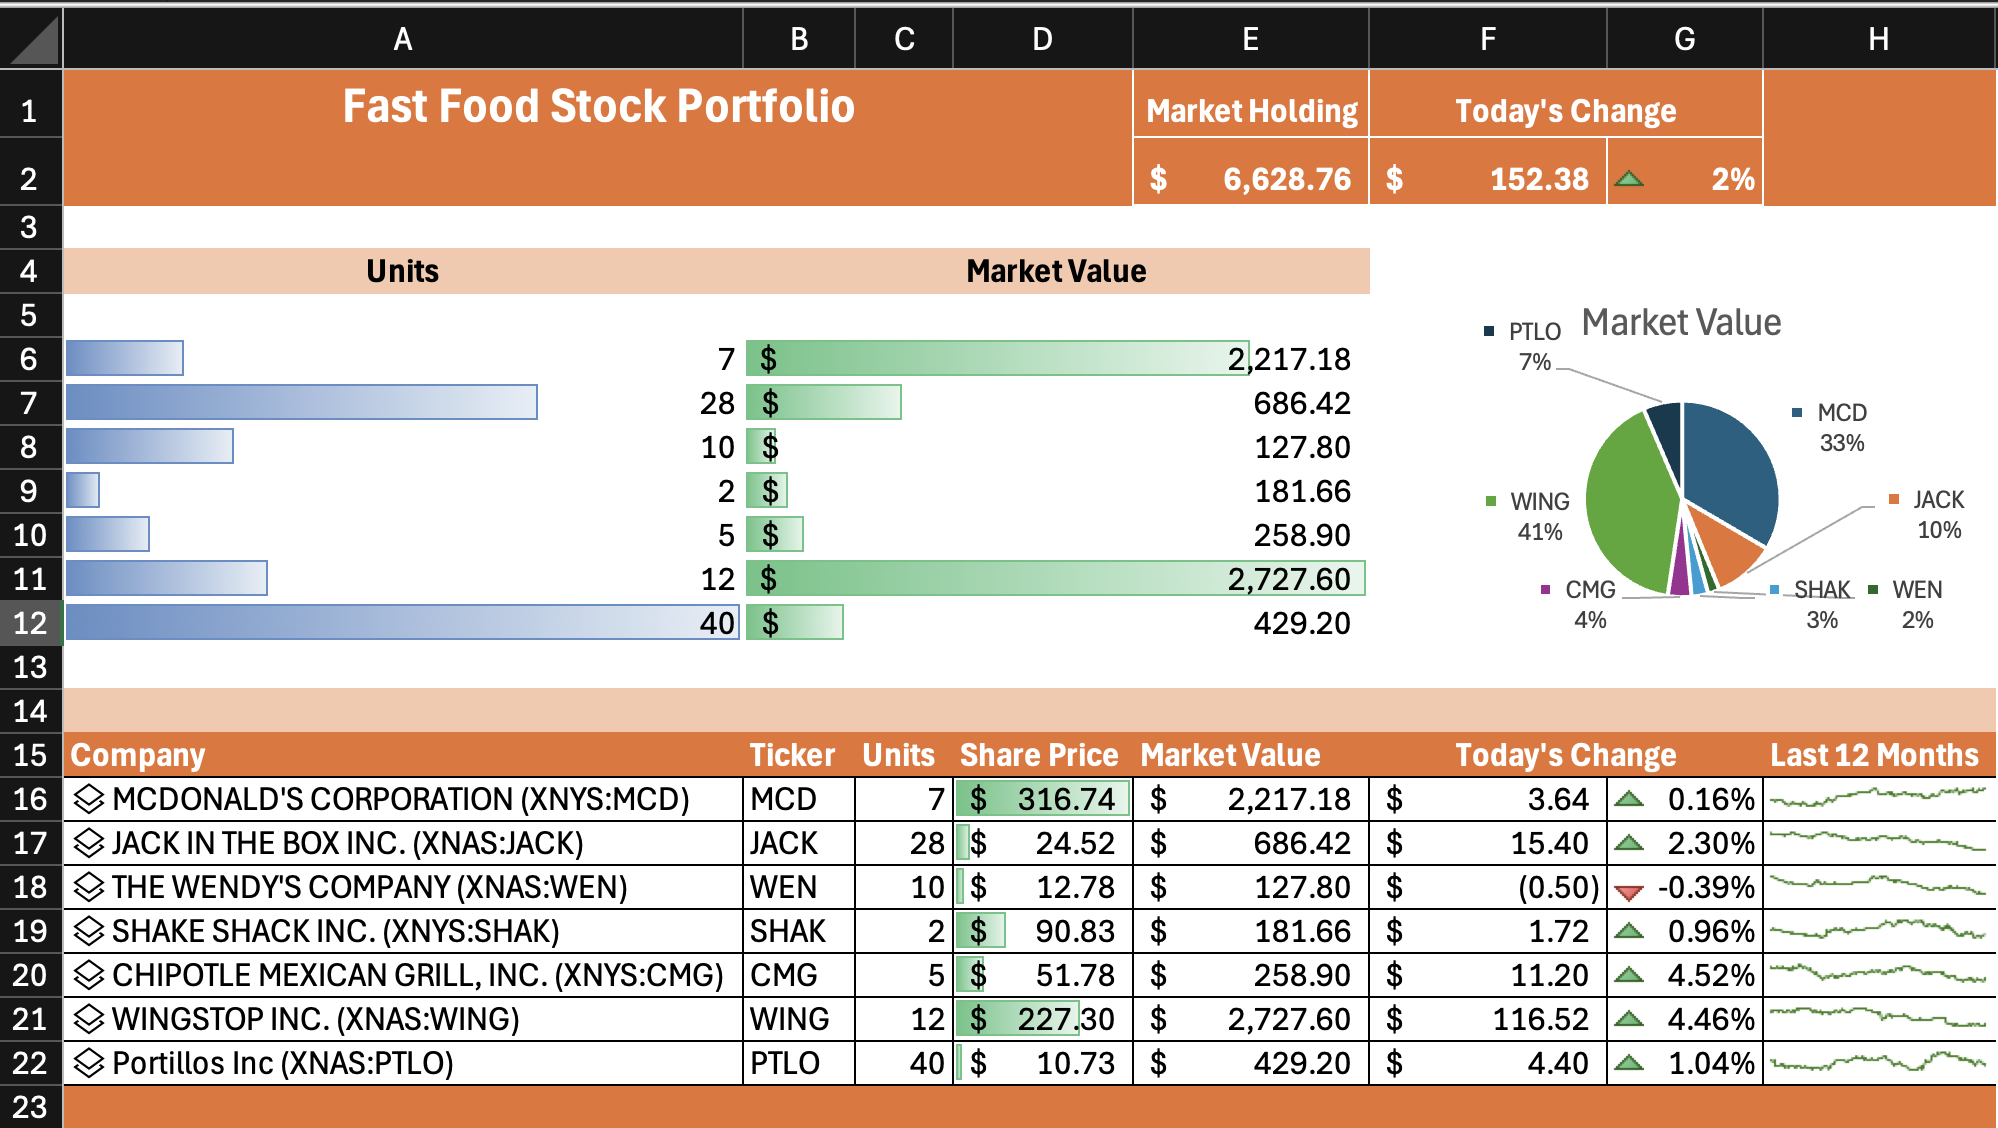 A B C D E F G H
1 Fast Food Stock Portfolio Market Holding Today's Change
2 $ 6,628.76 $ 152.38 2%
3
4 Units Market Value
5
6 7 $ 2,217.18
7 28 $ 686.42
8 10 $ 127.80
9 2 $ 181.66
10 5 $ 258.90
11 12 $ 2,727.60
12 40 $ 429.20
13
Market Value
PTLO
7%
MCD
33%
WING
41%
JACK
10%
CMG
4%
SHAK
3%
WEN
2%
14
15 Company Ticker Units Share Price Market Value Today's Change Last 12 Months
16 MCDONALD'S CORPORATION (XNYS:MCD) MCD 7 $ 316.74 $ 2,217.18 $ 3.64 0.16%
17 JACK IN THE BOX INC. (XNAS:JACK) JACK 28 $ 24.52 $ 686.42 $ 15.40 2.30%
18 THE WENDY'S COMPANY (XNAS:WEN) WEN 10 $ 12.78 $ 127.80 $ (0.50) -0.39%
19 SHAKE SHACK INC. (XNYS:SHAK) SHAK 2 $ 90.83 $ 181.66 $ 1.72 0.96%
20 CHIPOTLE MEXICAN GRILL, INC. (XNYS:CMG) CMG 5 $ 51.78 $ 258.90 $ 11.20 4.52%
21 WINGSTOP INC. (XNAS:WING) WING 12 $ 227.30 $ 2,727.60 $ 116.52 4.46%
22 Portillos Inc (XNAS:PTLO) PTLO 40 $ 10.73 $ 429.20 $ 4.40 1.04%
23